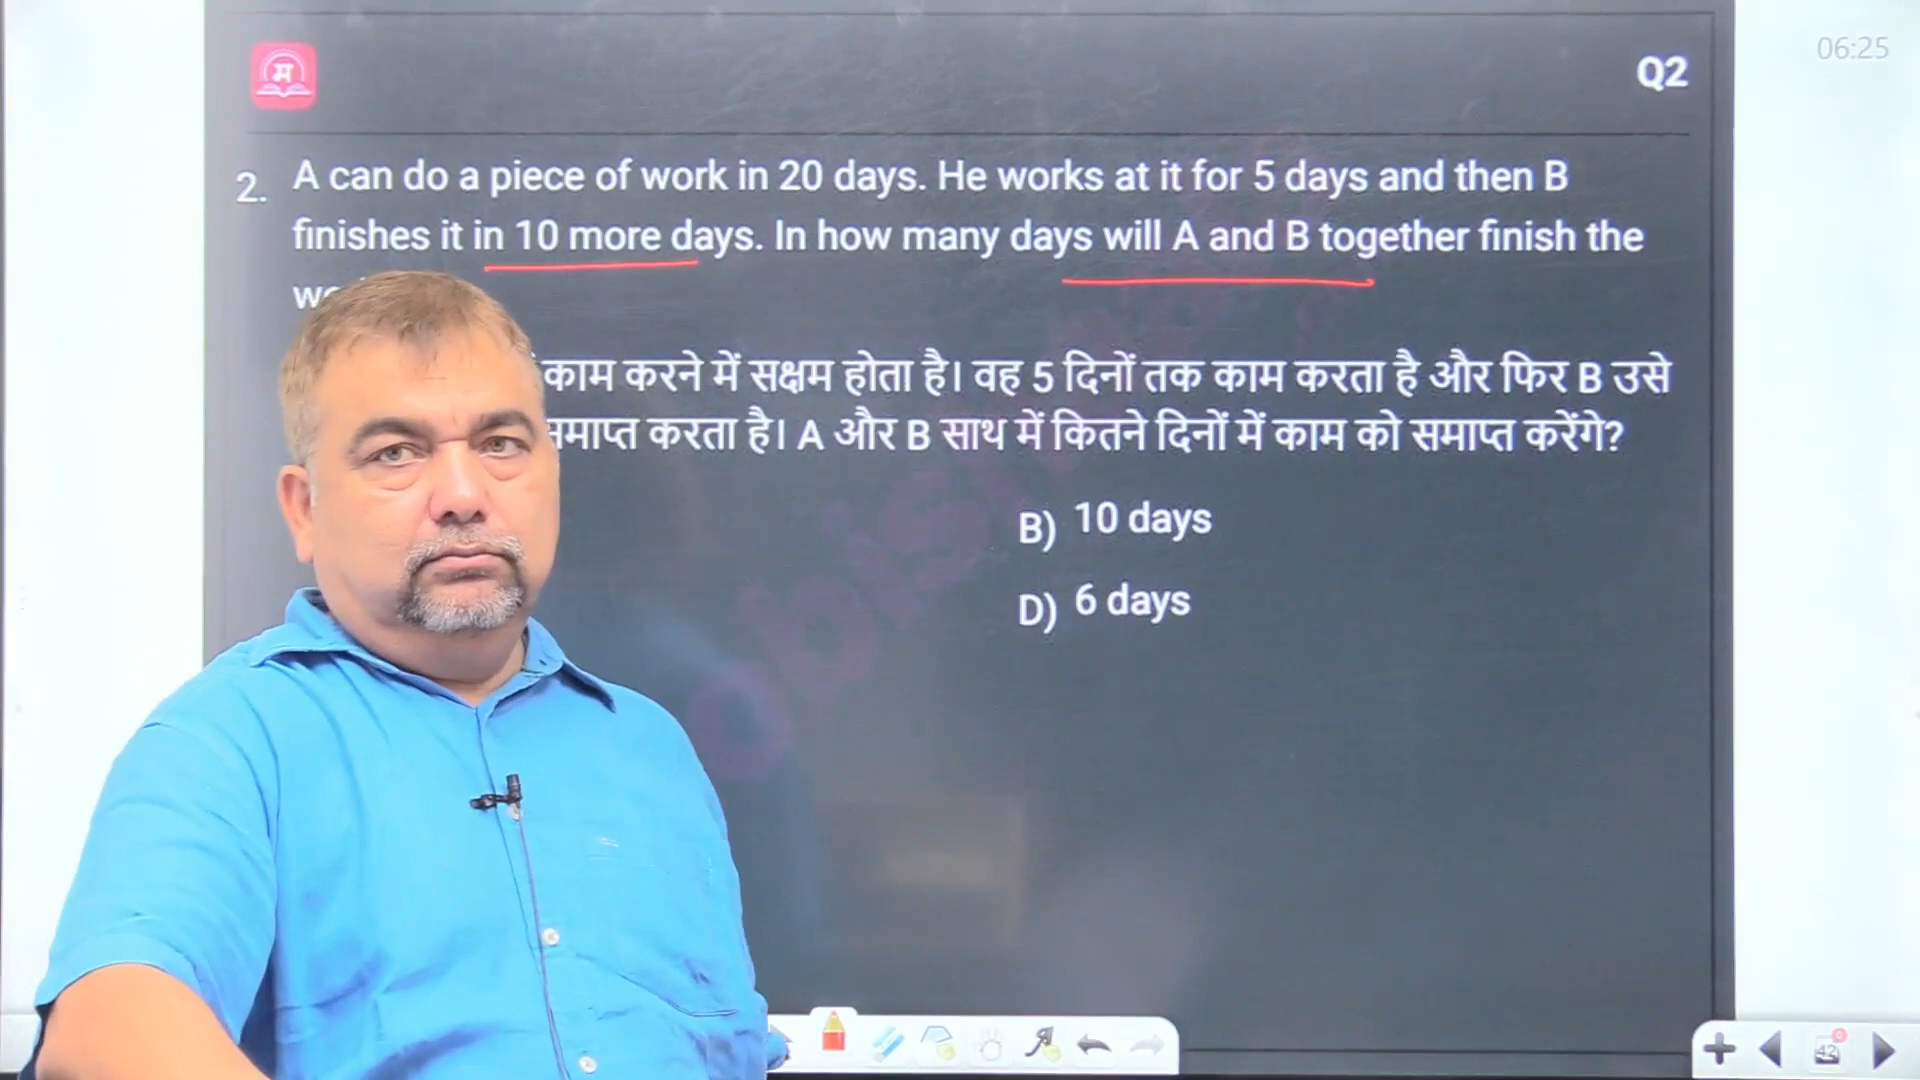 म
Q2
06:25
2. A can do a piece of work in 20 days. He works at it for 5 days and then B
finishes it in 10 more days. In how many days will A and B together finish the
काम करने में सक्षम होता है। वह 5 दिनों तक काम करता है और फिर B उसे
समाप्त करता है। A और B साथ में कितने दिनों में काम को समाप्त करेंगे?
B) 10 days
D) 6 days
42